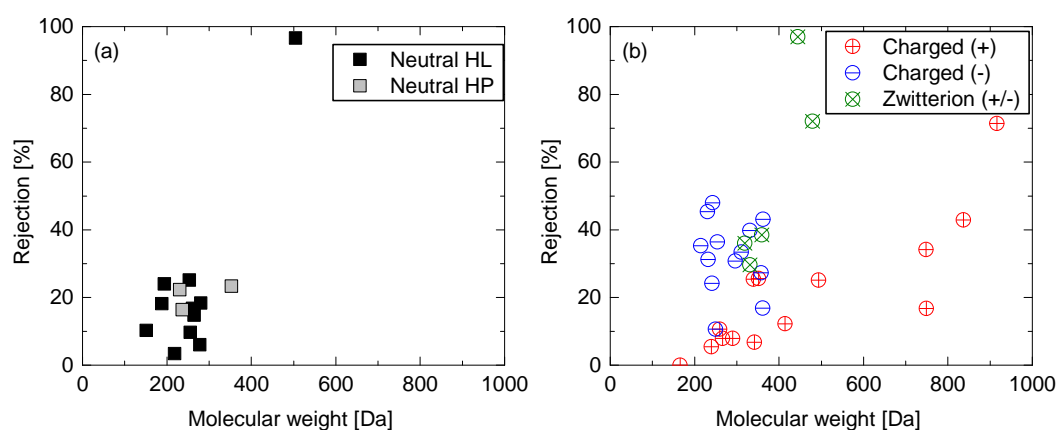 (a)
Neutral HL
Neutral HP
Rejection [%]
100
80
60
40
20
0
0 200 400 600 800 1000
Molecular weight [Da]
(b)
Charged (+)
Charged (-)
Zwitterion (+/-)
Rejection [%]
100
80
60
40
20
0
0 200 400 600 800 1000
Molecular weight [Da]